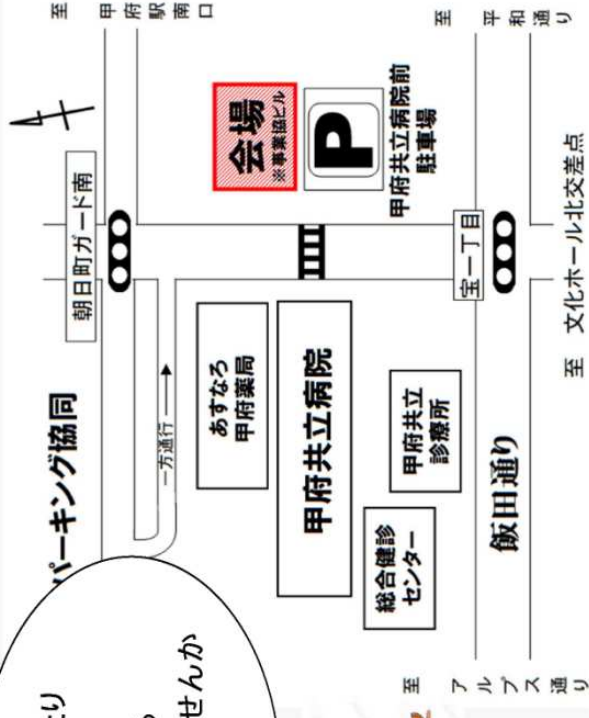 至 甲府駅南口
至 平和通り
会場
※事業協ビル
P
甲府共立病院前
駐車場
朝日町ガード南
宝一丁目
至 文化ホール北交差点
一方通行
パーキング協同
あすなろ
甲府薬局
甲府共立病院
甲府共立
診療所
総合健診
センター
飯田通り
至 アルプス通り
せんか